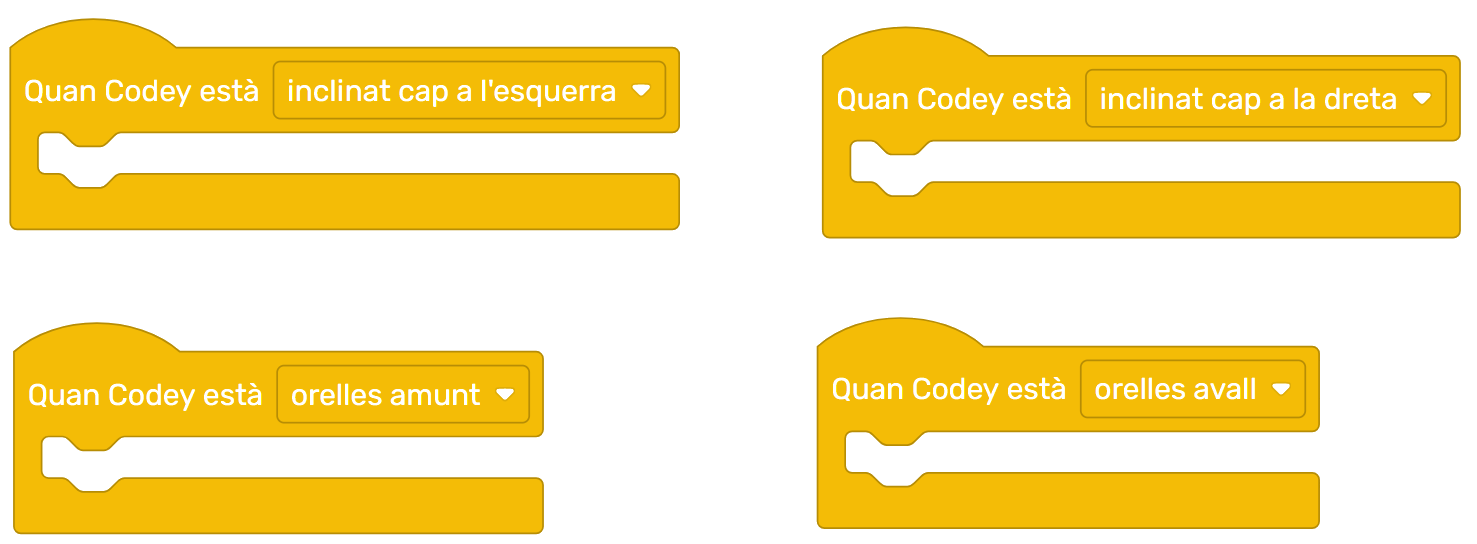 Quan Codey està inclinat cap a l'esquerra
Quan Codey està inclinat cap a la dreta
Quan Codey està orelles amunt
Quan Codey està orelles avall